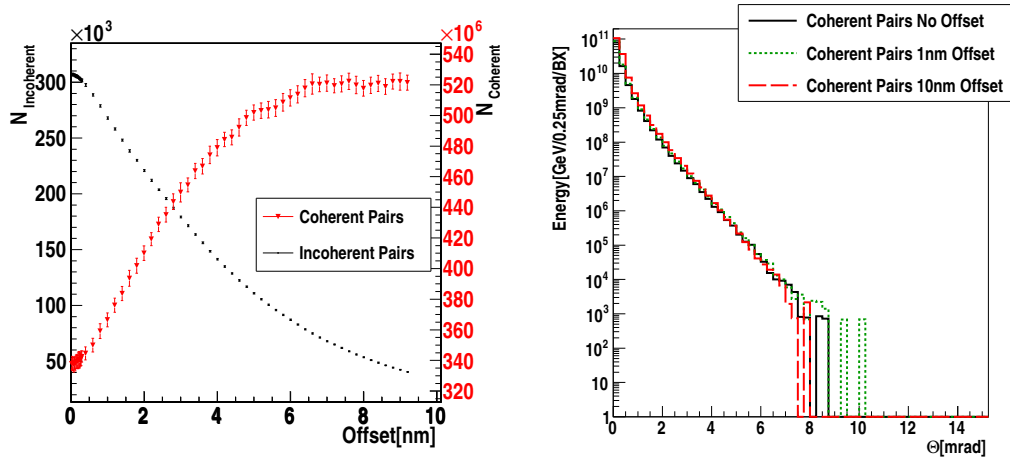 ×10³
×10⁶
N Incoherent
300
250
200
150
100
50
N Coherent
540
520
500
480
460
440
420
400
380
360
340
320
Coherent Pairs
Incoherent Pairs
0 2 4 6 8 10
Offset[nm]
Coherent Pairs No Offset
Coherent Pairs 1nm Offset
Coherent Pairs 10nm Offset
Energy[GeV/0.25mrad/BX]
10¹¹
10¹⁰
10⁹
10⁸
10⁷
10⁶
10⁵
10⁴
10³
10²
10
1
0 2 4 6 8 10 12 14
Θ[mrad]